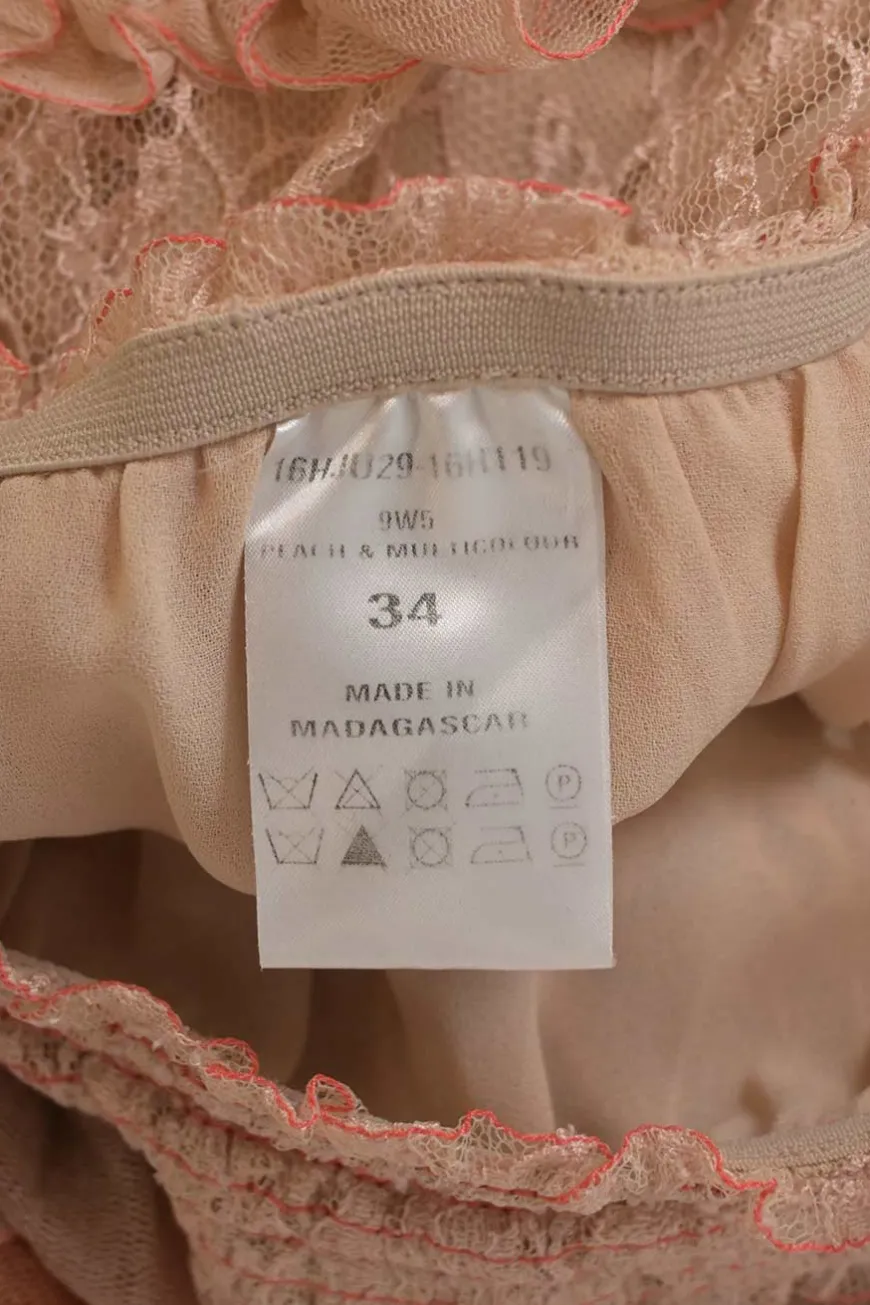 16HJU29-16H119
9W5
PEACH & MULTICOLOUR
34
MADE IN
MADAGASCAR
P
P